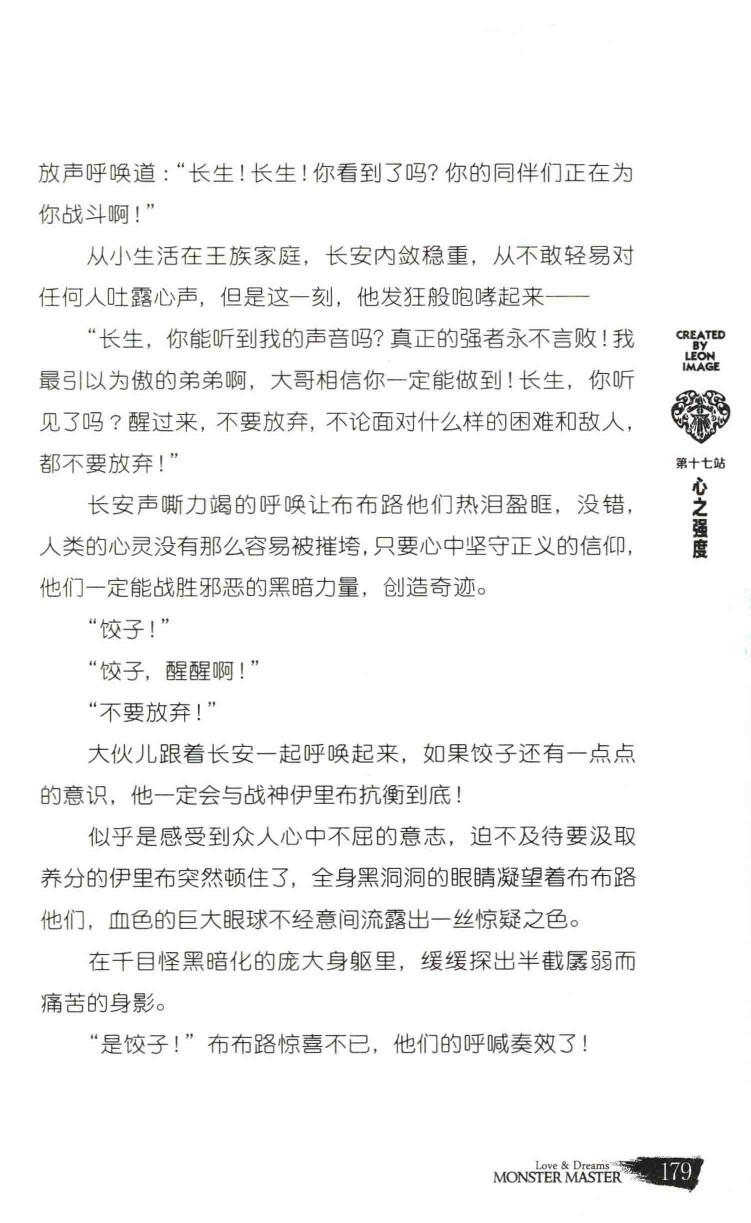 放声呼唤道：“长生！长生！你看到了吗？你的同伴们正在为
你战斗啊！”
从小生活在王族家庭，长安内敛稳重，从不敢轻易对
任何人吐露心声，但是这一刻，他发狂般咆哮起来——
“长生，你能听到我的声音吗？真正的强者永不言败！我
最引以为傲的弟弟啊，大哥相信你一定能做到！长生，你听
见了吗？醒过来，不要放弃，不论面对什么样的困难和敌人，
都不要放弃！”
长安声嘶力竭的呼唤让布布路他们热泪盈眶，没错，
人类的心灵没有那么容易被摧垮，只要心中坚守正义的信仰，
他们一定能战胜邪恶的黑暗力量，创造奇迹。
“饺子！”
“饺子，醒醒啊！”
“不要放弃！”
大伙儿跟着长安一起呼唤起来，如果饺子还有一点点
的意识，他一定会与战神伊里布抗衡到底！
似乎是感受到众人心中不屈的意志，迫不及待要汲取
养分的伊里布突然顿住了，全身黑洞洞的眼睛凝望着布布路
他们，血色的巨大眼球不经意间流露出一丝惊疑之色。
在千目怪黑暗化的庞大身躯里，缓缓探出半截孱弱而
痛苦的身影。
“是饺子！”布布路惊喜不已，他们的呼喊奏效了！
CREATED
BY
LEON
IMAGE
第十七站
心之强度
Love & Dreams
MONSTER MASTER
179